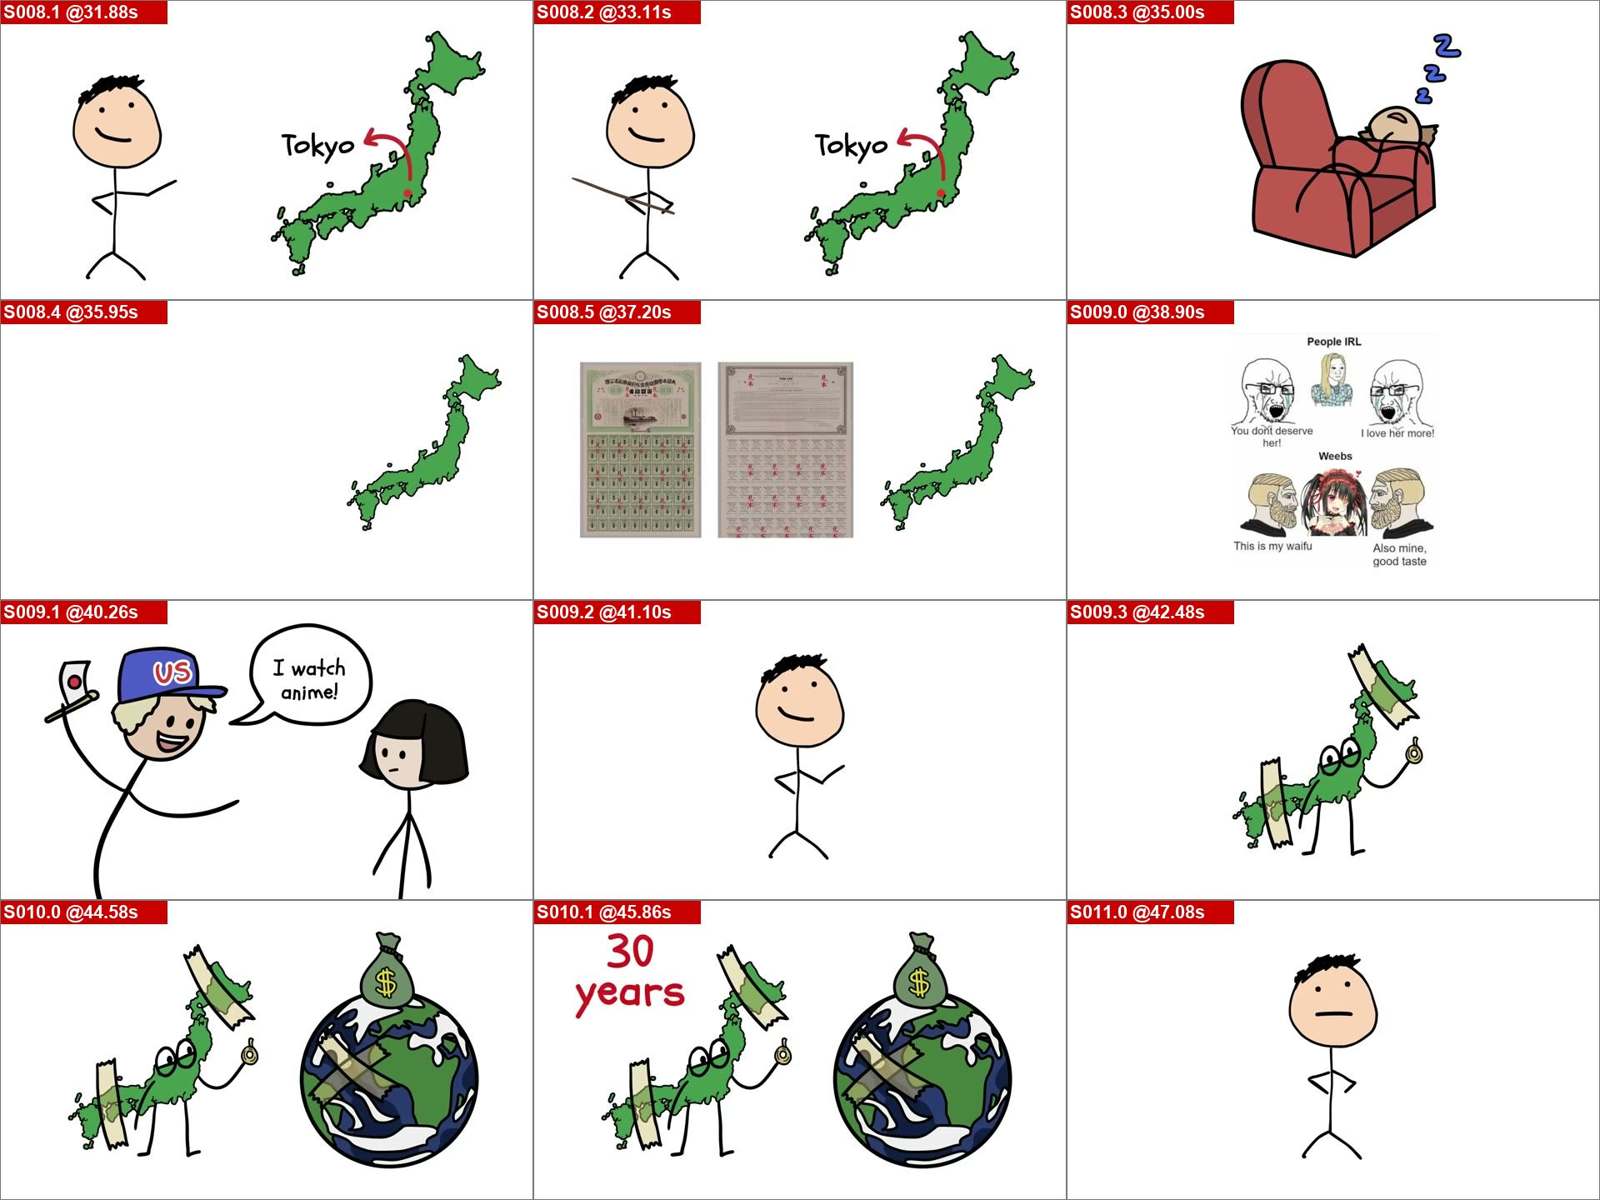 S008.1 @31.88s
Tokyo
S008.2 @33.11s
Tokyo
S008.3 @35.00s
z
z
z
S008.4 @35.95s
S008.5 @37.20s
S009.0 @38.90s
People IRL
You dont deserve
her!
I love her more!
Weebs
This is my waifu
Also mine,
good taste
S009.1 @40.26s
US
I watch
anime!
S009.2 @41.10s
S009.3 @42.48s
S010.0 @44.58s
$
S010.1 @45.86s
30
years
$
S011.0 @47.08s